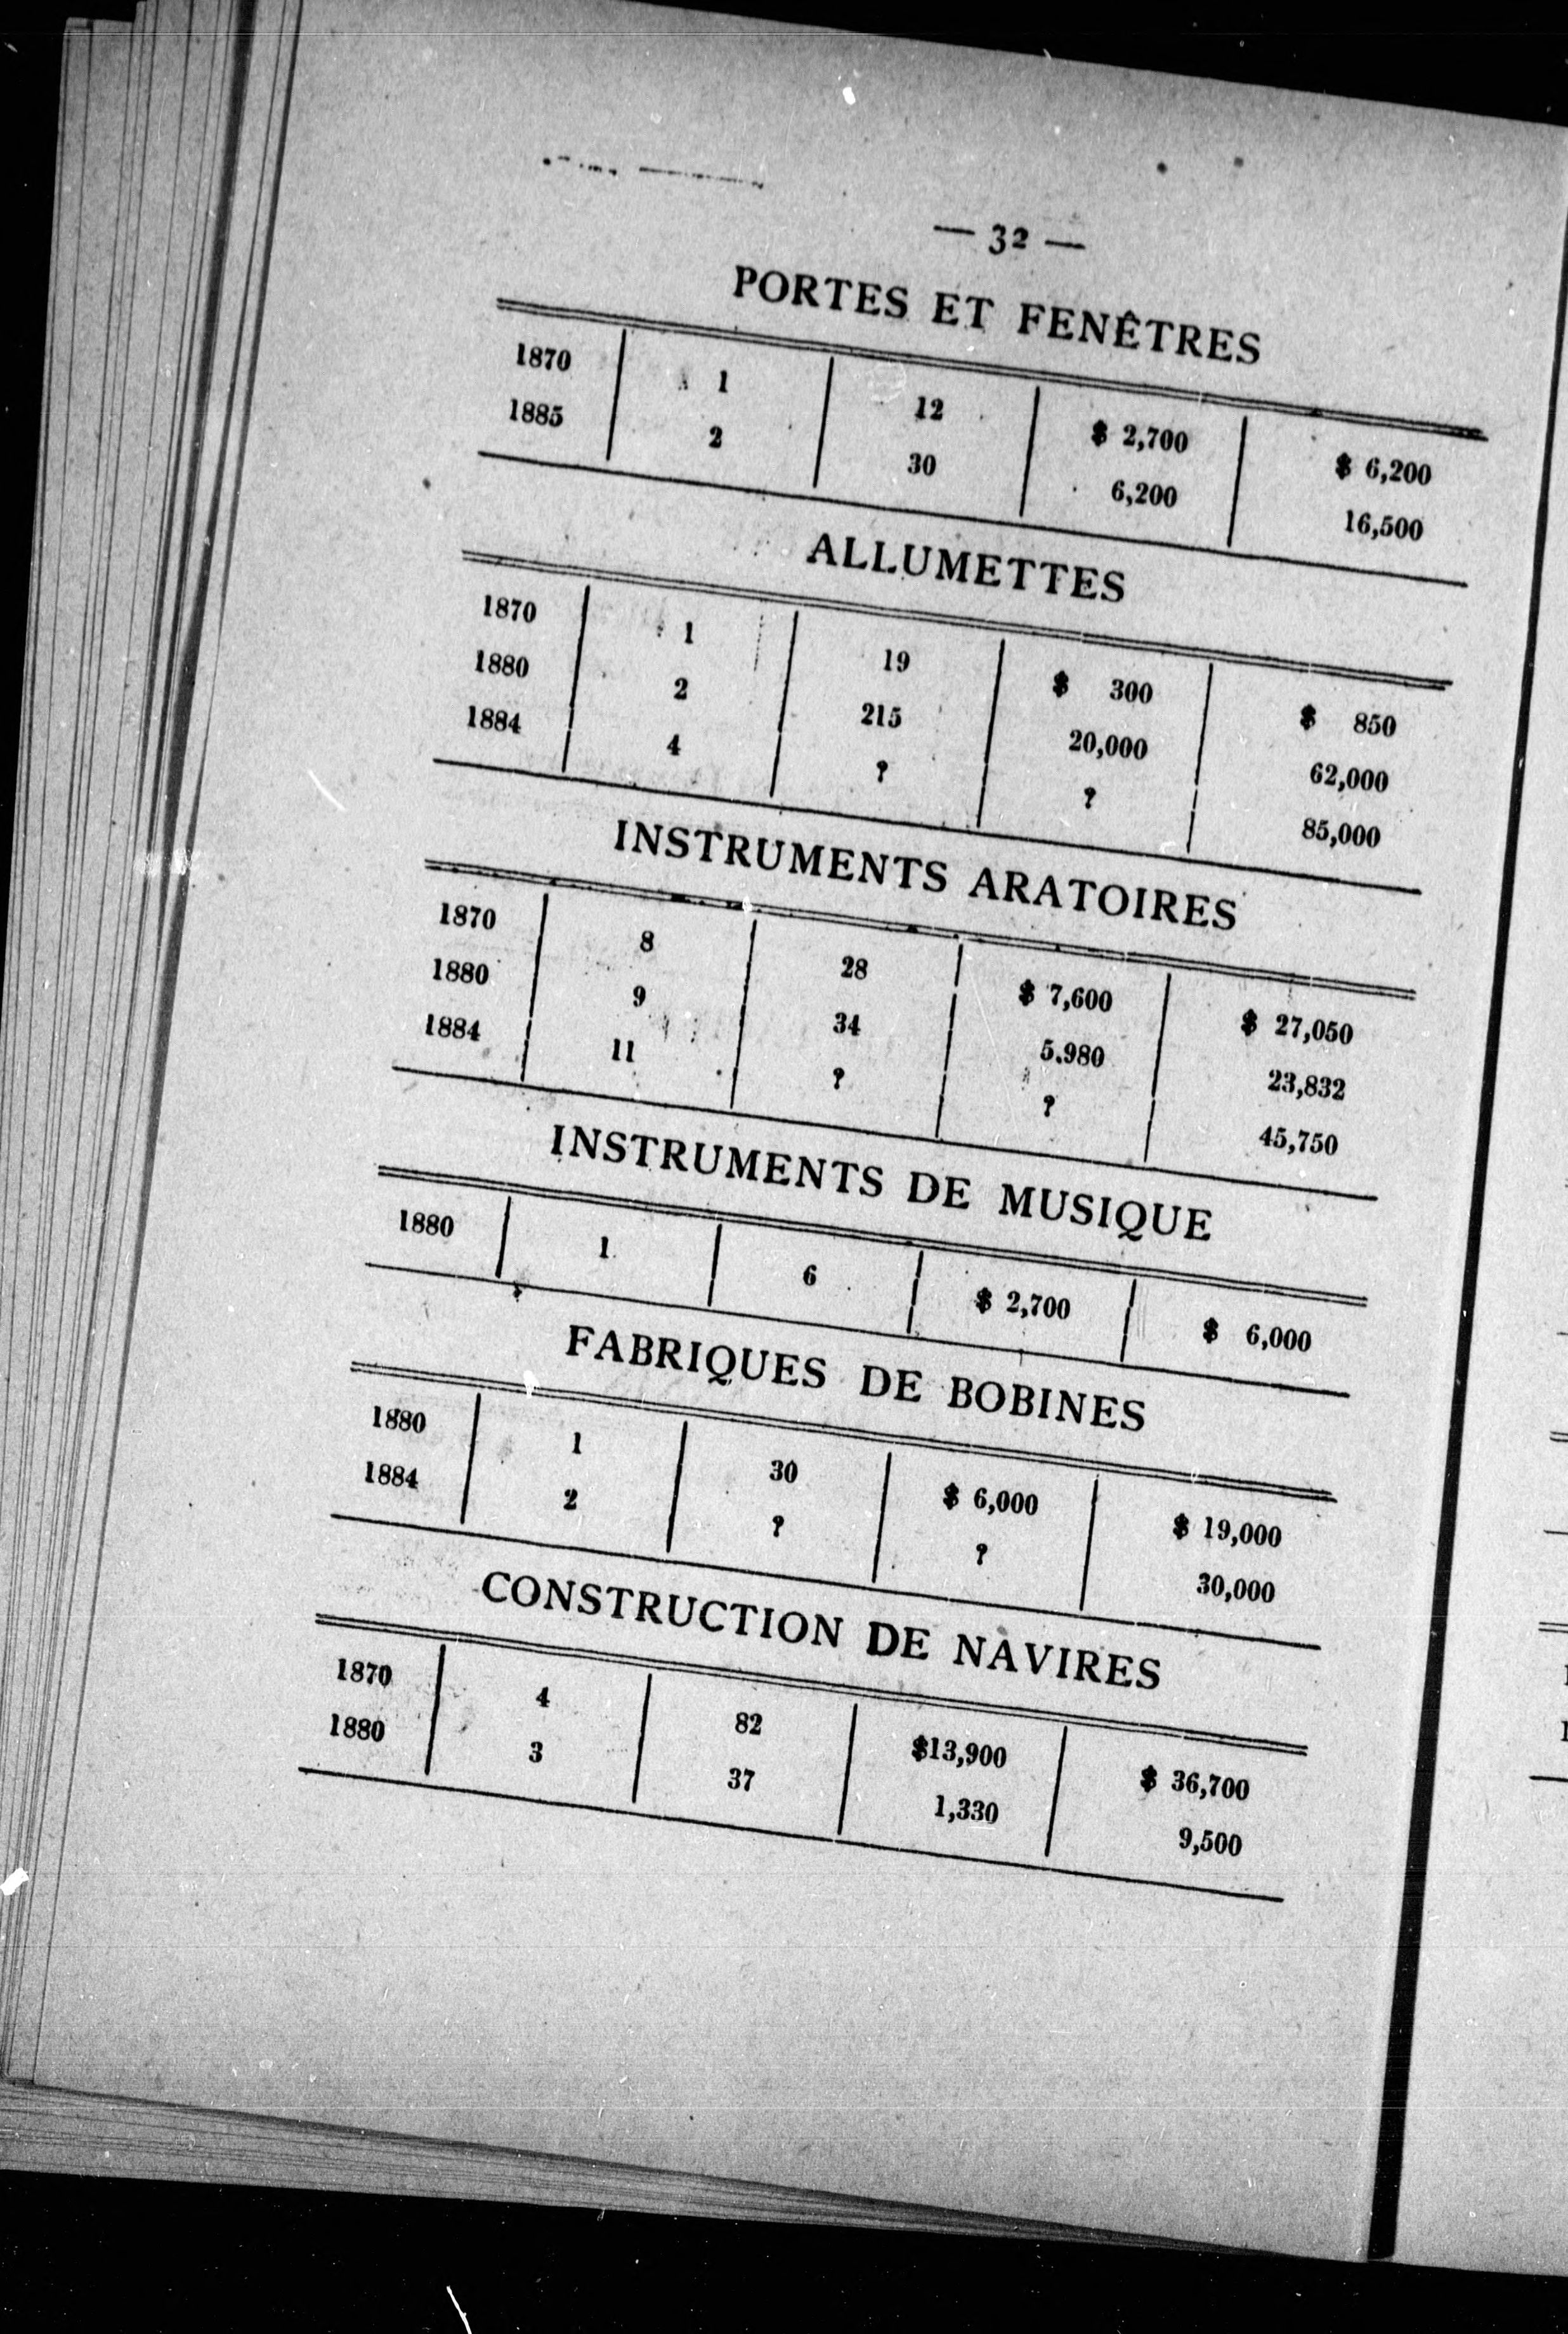 — 32 —
PORTES ET FENÊTRES
1870 1 12 $ 2,700 $ 6,200
1885 2 30 6,200 16,500
ALLUMETTES
1870 1 19 $ 300 $ 850
1880 2 215 20,000 62,000
1884 4 ? ? 85,000
INSTRUMENTS ARATOIRES
1870 8 28 $ 7,600 $ 27,050
1880 9 34 5.980 23,832
1884 11 ? ? 45,750
INSTRUMENTS DE MUSIQUE
1880 1 6 $ 2,700 $ 6,000
FABRIQUES DE BOBINES
1880 1 30 $ 6,000 $ 19,000
1884 2 ? ? 30,000
CONSTRUCTION DE NAVIRES
1870 4 82 $13,900 $ 36,700
1880 3 37 1,330 9,500